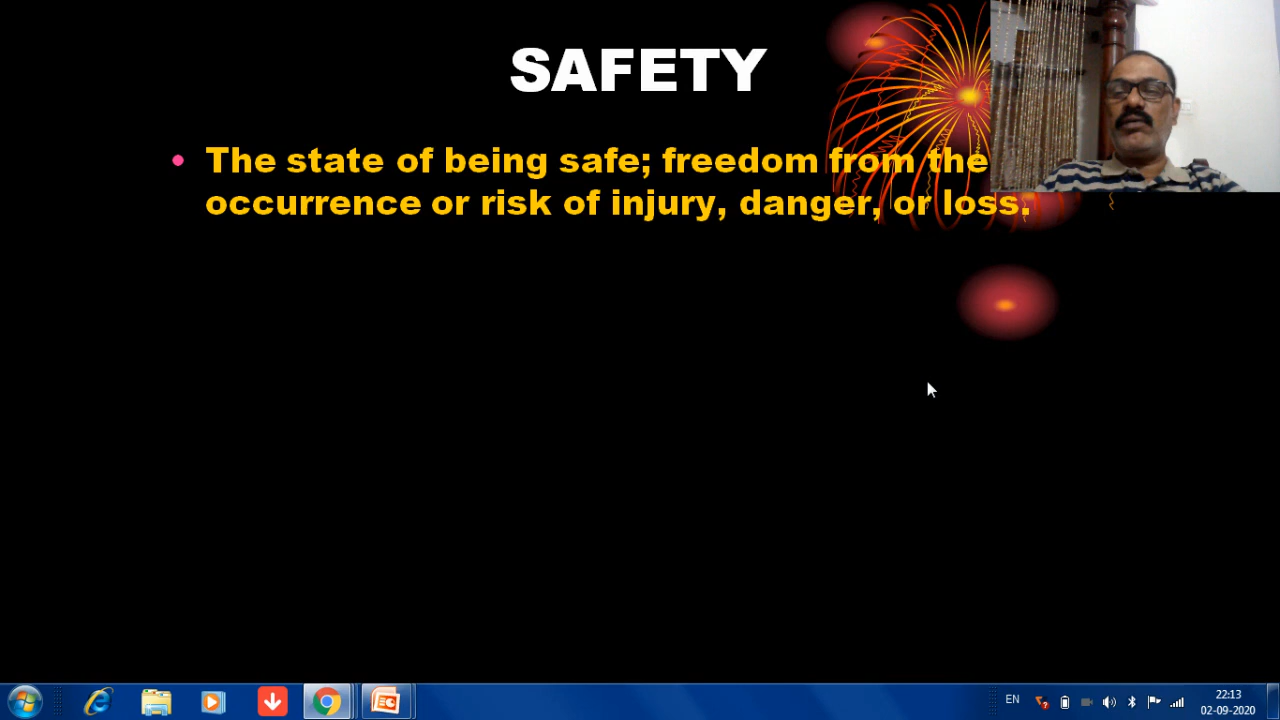 SAFETY
• The state of being safe; freedom from the
occurrence or risk of injury, danger, or loss.
EN
22:13
02-09-2020